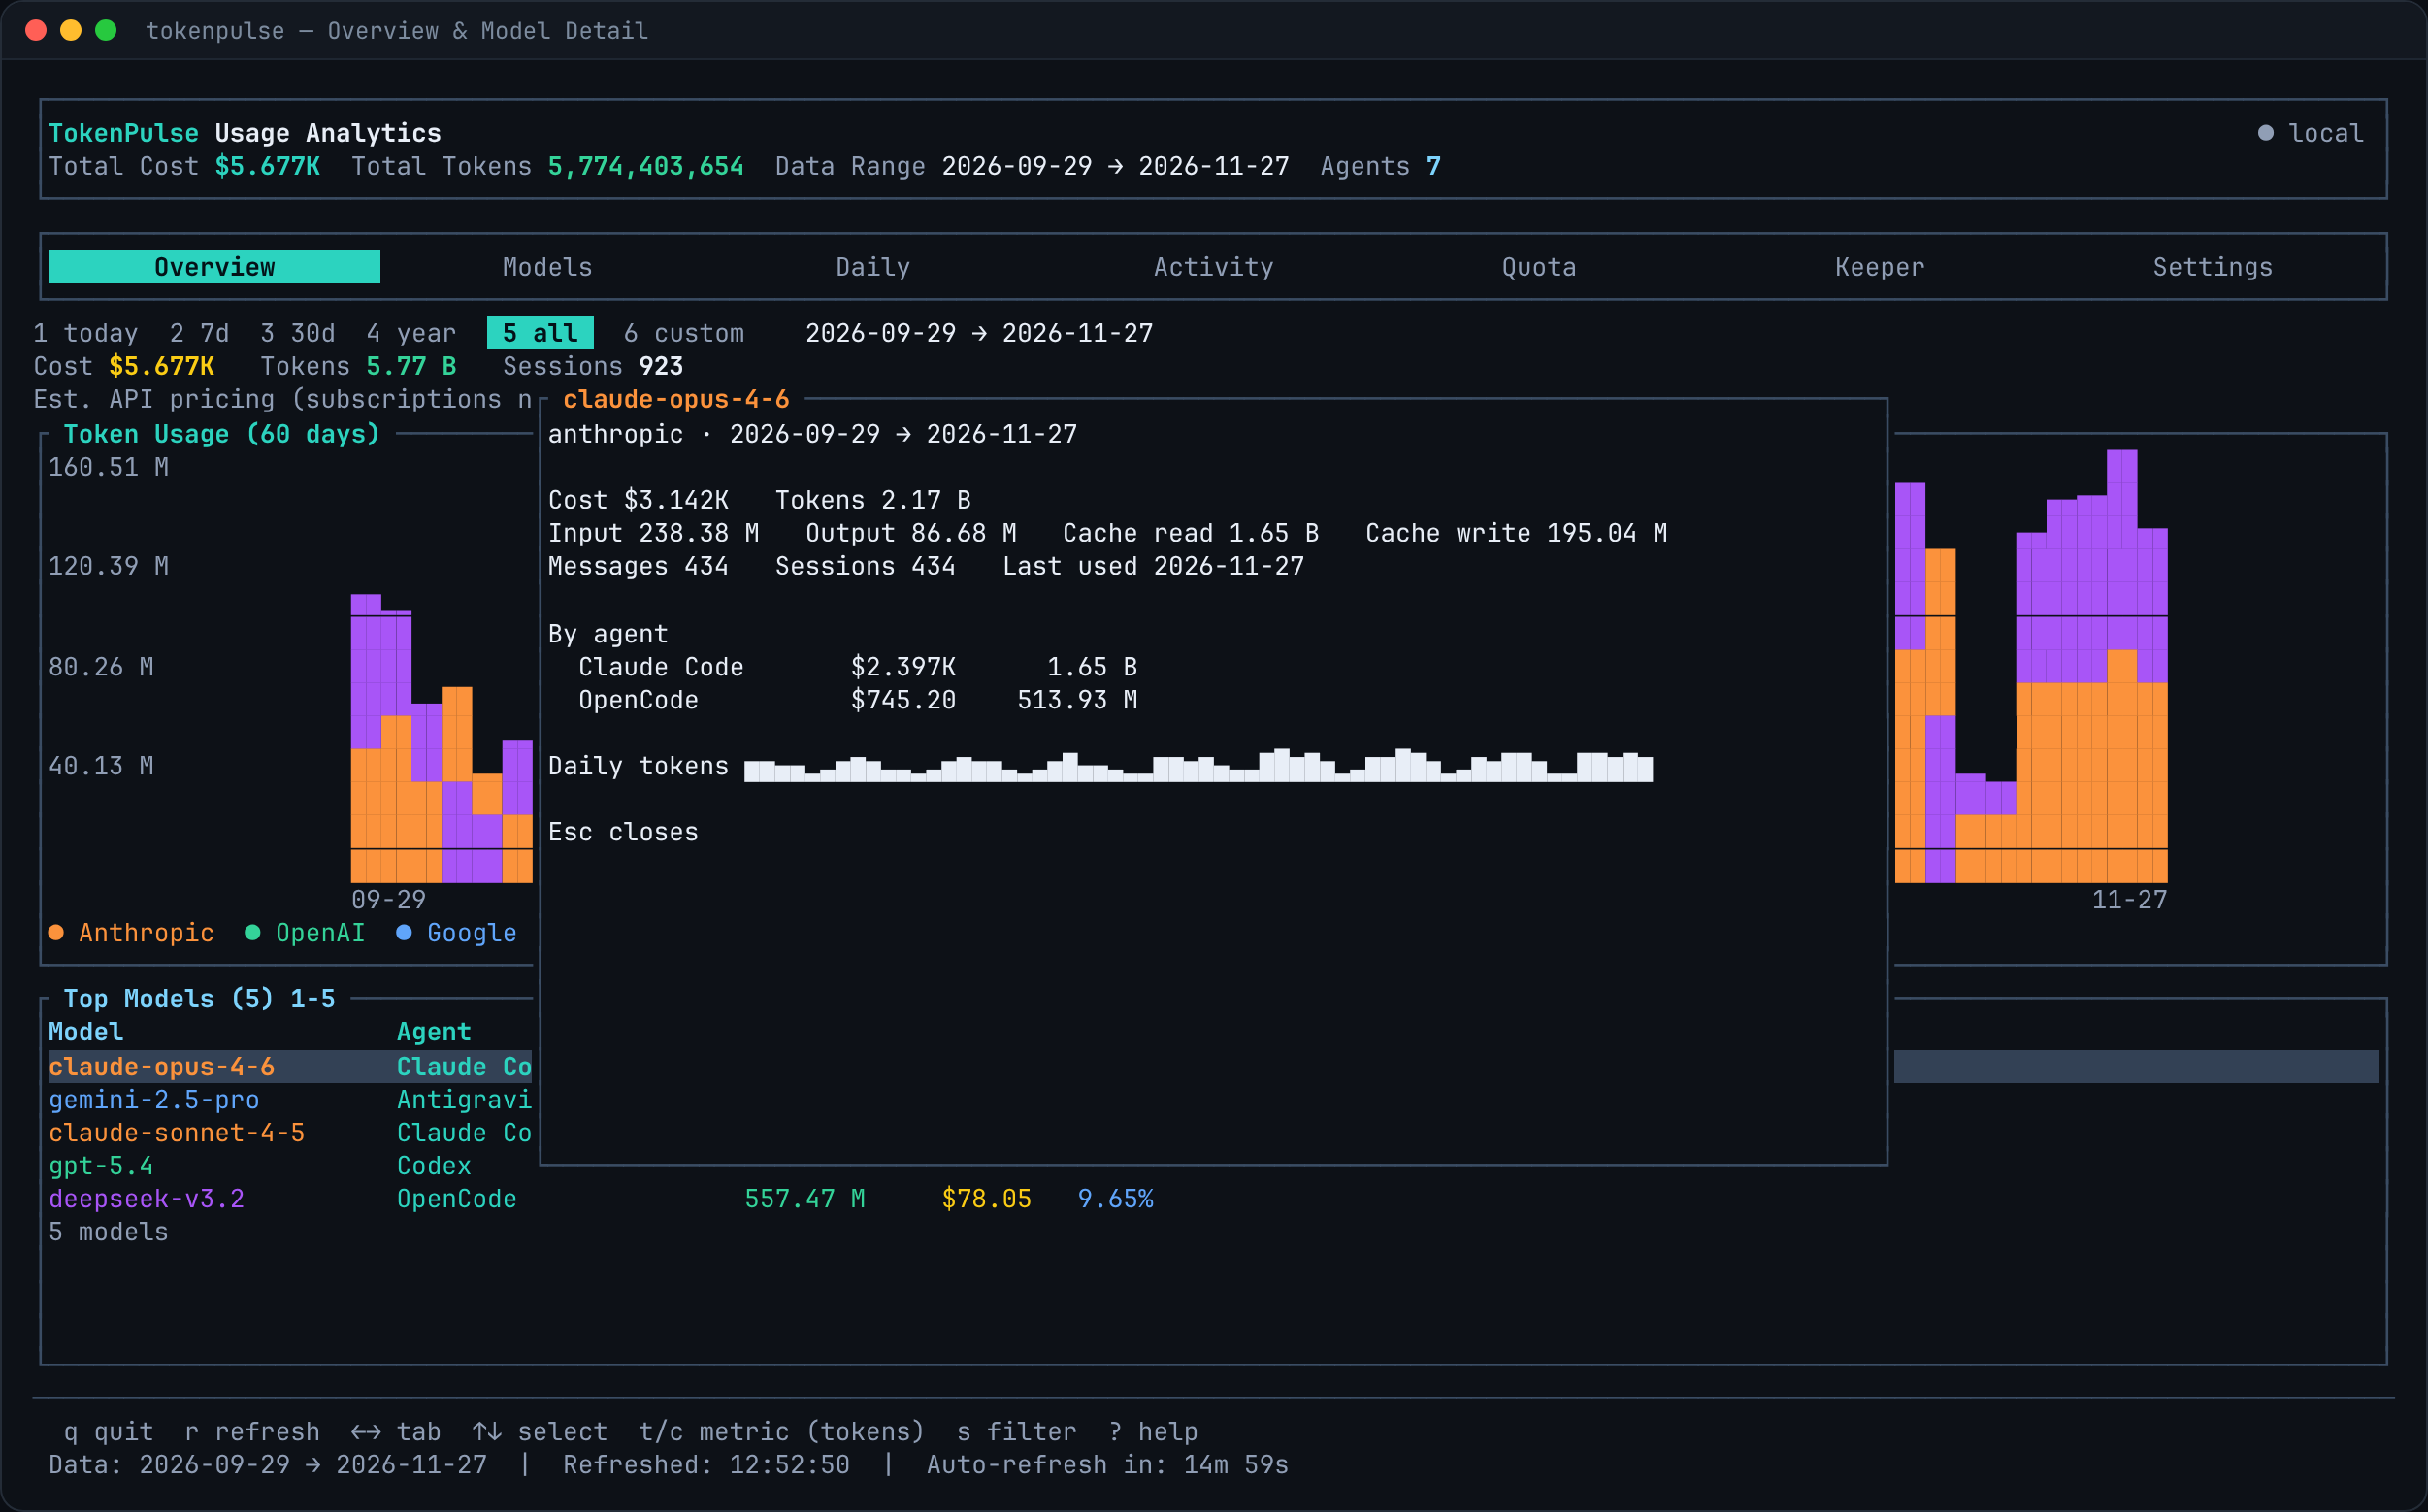 tokenpulse — Overview & Model Detail
TokenPulse Usage Analytics
● local
Total Cost $5.677K  Total Tokens 5,774,403,654  Data Range 2026-09-29 → 2026-11-27  Agents 7
Overview  Models  Daily  Activity  Quota  Keeper  Settings
1 today  2 7d  3 30d  4 year  5 all  6 custom  2026-09-29 → 2026-11-27
Cost $5.677K  Tokens 5.77 B  Sessions 923
Est. API pricing (subscriptions n
claude-opus-4-6
anthropic · 2026-09-29 → 2026-11-27
Cost $3.142K  Tokens 2.17 B
Input 238.38 M  Output 86.68 M  Cache read 1.65 B  Cache write 195.04 M
Messages 434  Sessions 434  Last used 2026-11-27
By agent
Claude Code  $2.397K  1.65 B
OpenCode  $745.20  513.93 M
Daily tokens
Esc closes
Token Usage (60 days)
160.51 M
120.39 M
80.26 M
40.13 M
09-29  11-27
● Anthropic  ● OpenAI  ● Google
Top Models (5) 1-5
Model  Agent
claude-opus-4-6  Claude Co
gemini-2.5-pro  Antigravi
claude-sonnet-4-5  Claude Co
gpt-5.4  Codex
deepseek-v3.2  OpenCode  557.47 M  $78.05  9.65%
5 models
q quit  r refresh  ←→ tab  ↑↓ select  t/c metric (tokens)  s filter  ? help
Data: 2026-09-29 → 2026-11-27  |  Refreshed: 12:52:50  |  Auto-refresh in: 14m 59s